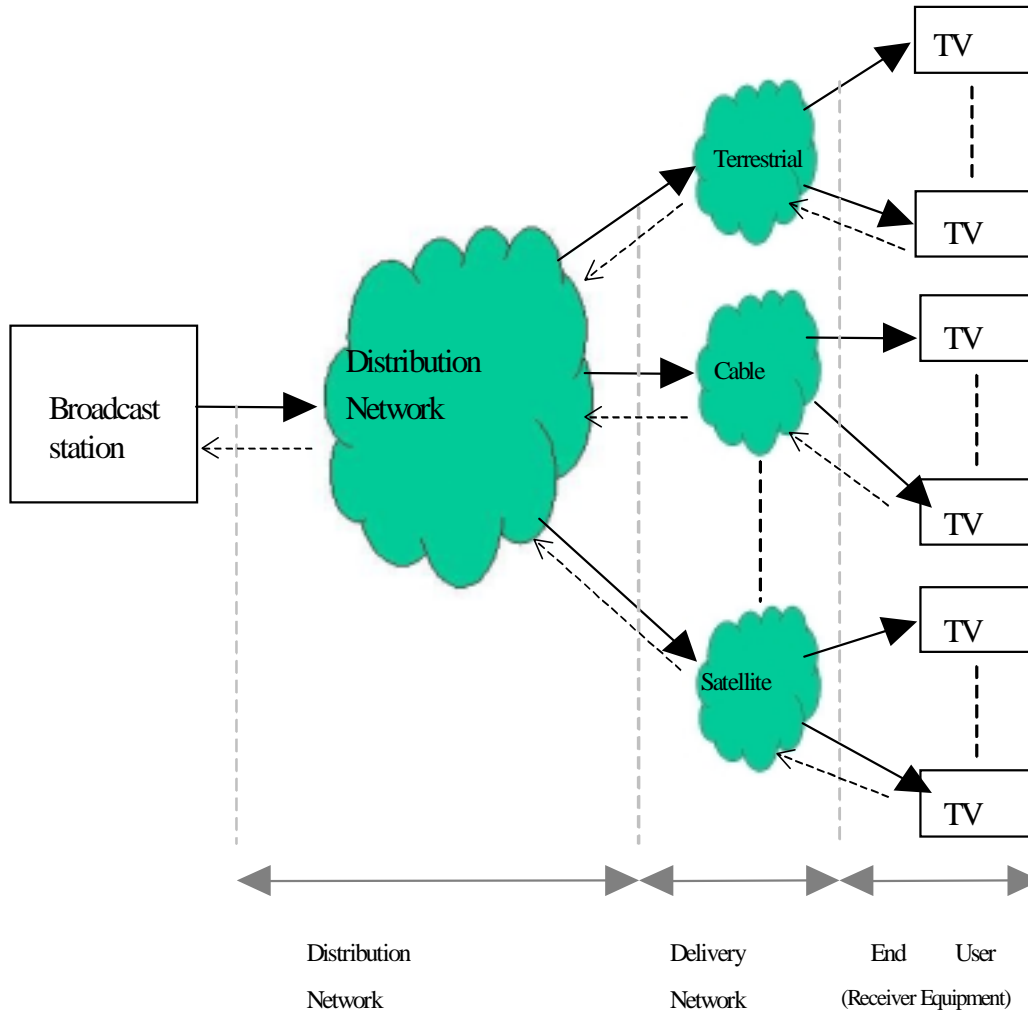 TV
Terrestrial
TV
TV
Distribution
Network
Cable
Broadcast
station
TV
TV
Satellite
TV
Distribution
Network
Delivery
Network
End User
(Receiver Equipment)